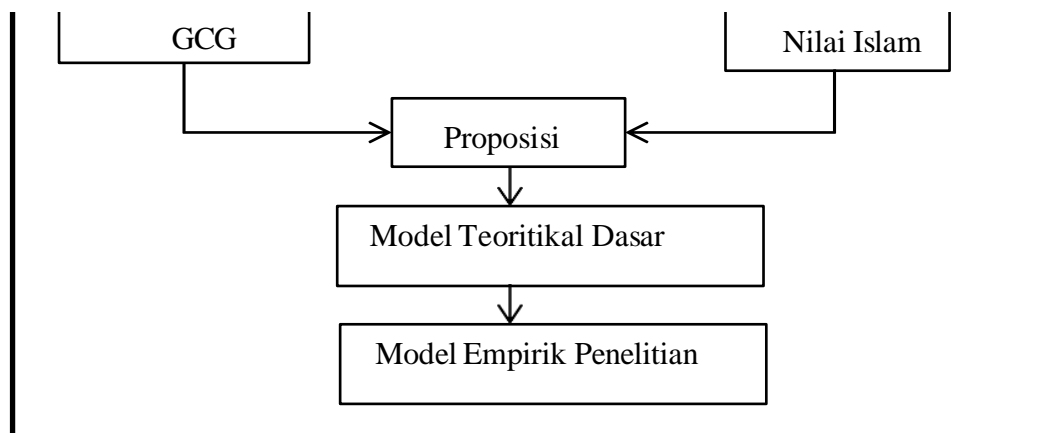 GCG
Nilai Islam
Proposisi
Model Teoritikal Dasar
Model Empirik Penelitian